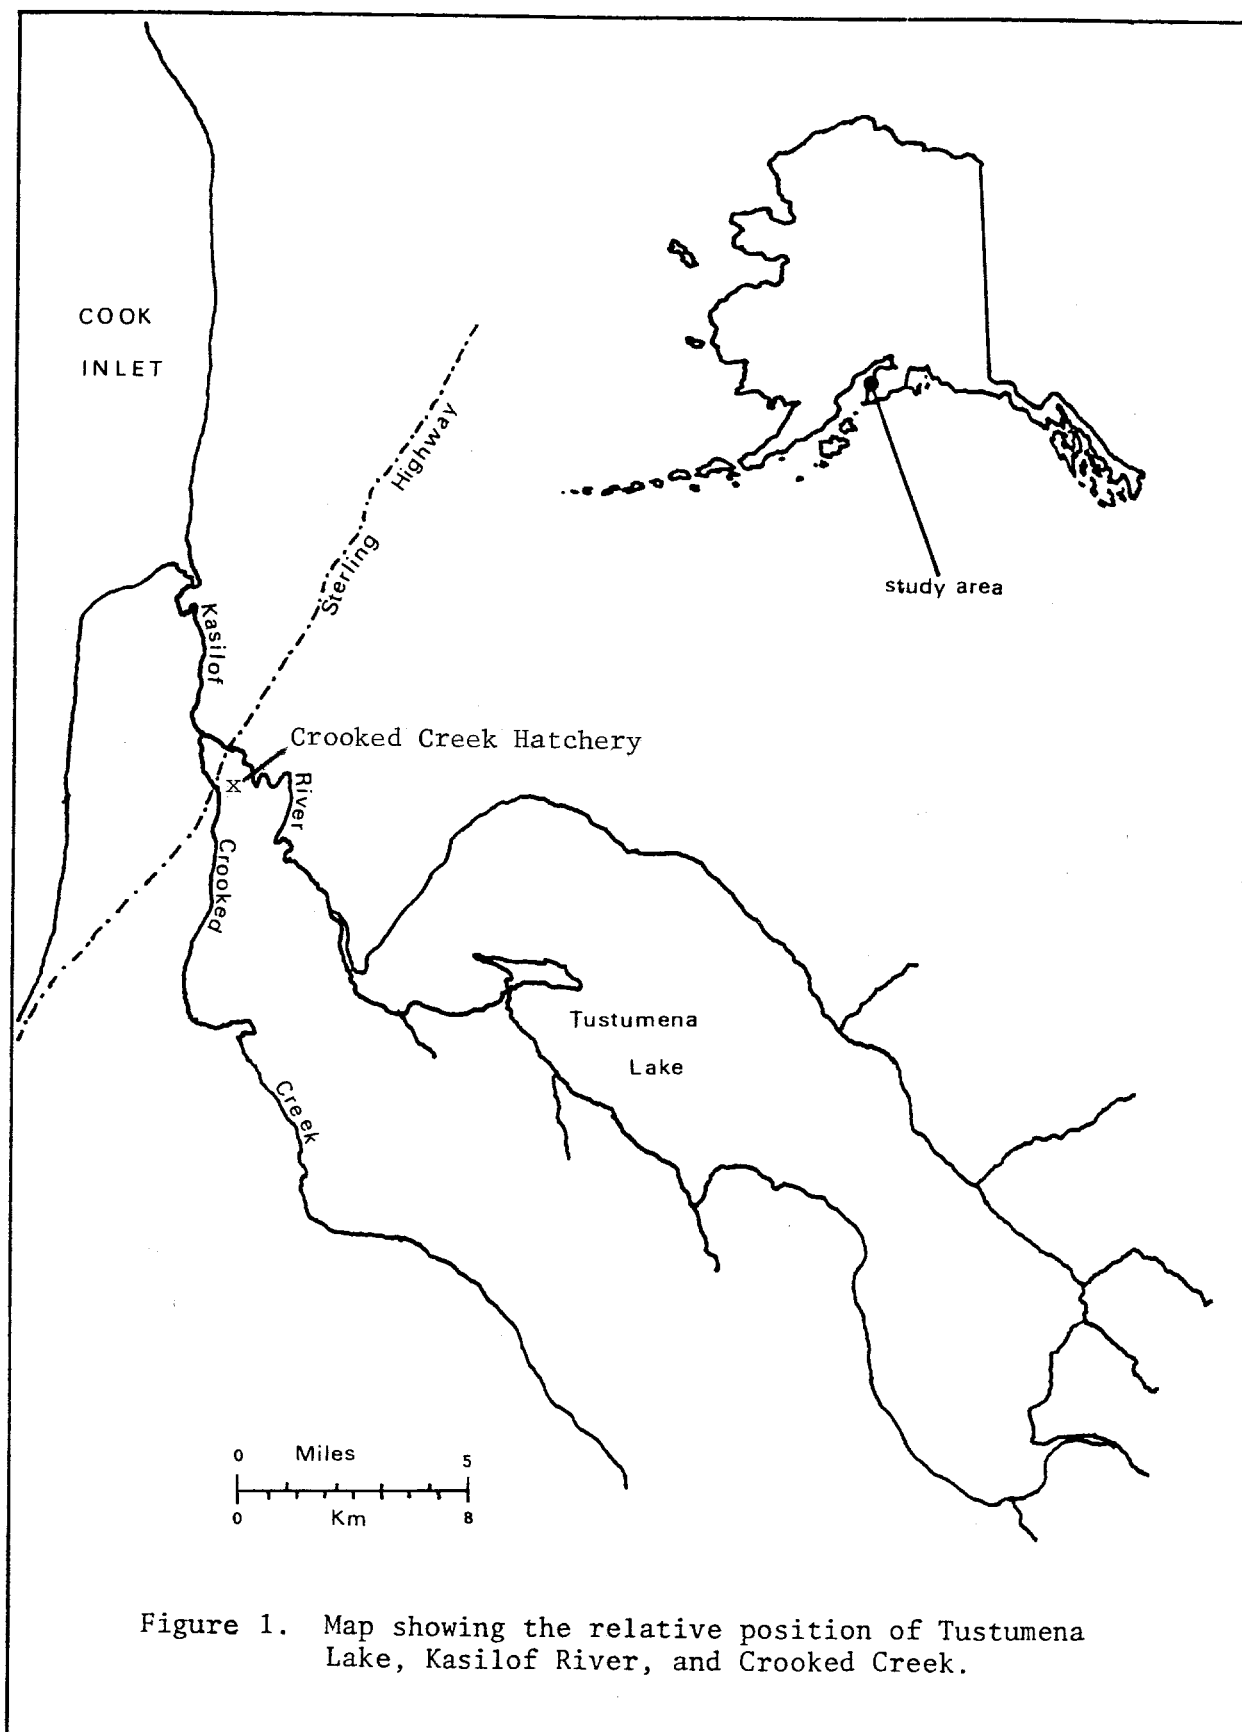 COOK
INLET
Sterling Highway
study area
Kasilof
River
Crooked Creek Hatchery
x
Crooked
Creek
Tustumena
Lake
0 Miles 5
0 Km 8
Figure 1. Map showing the relative position of Tustumena
Lake, Kasilof River, and Crooked Creek.